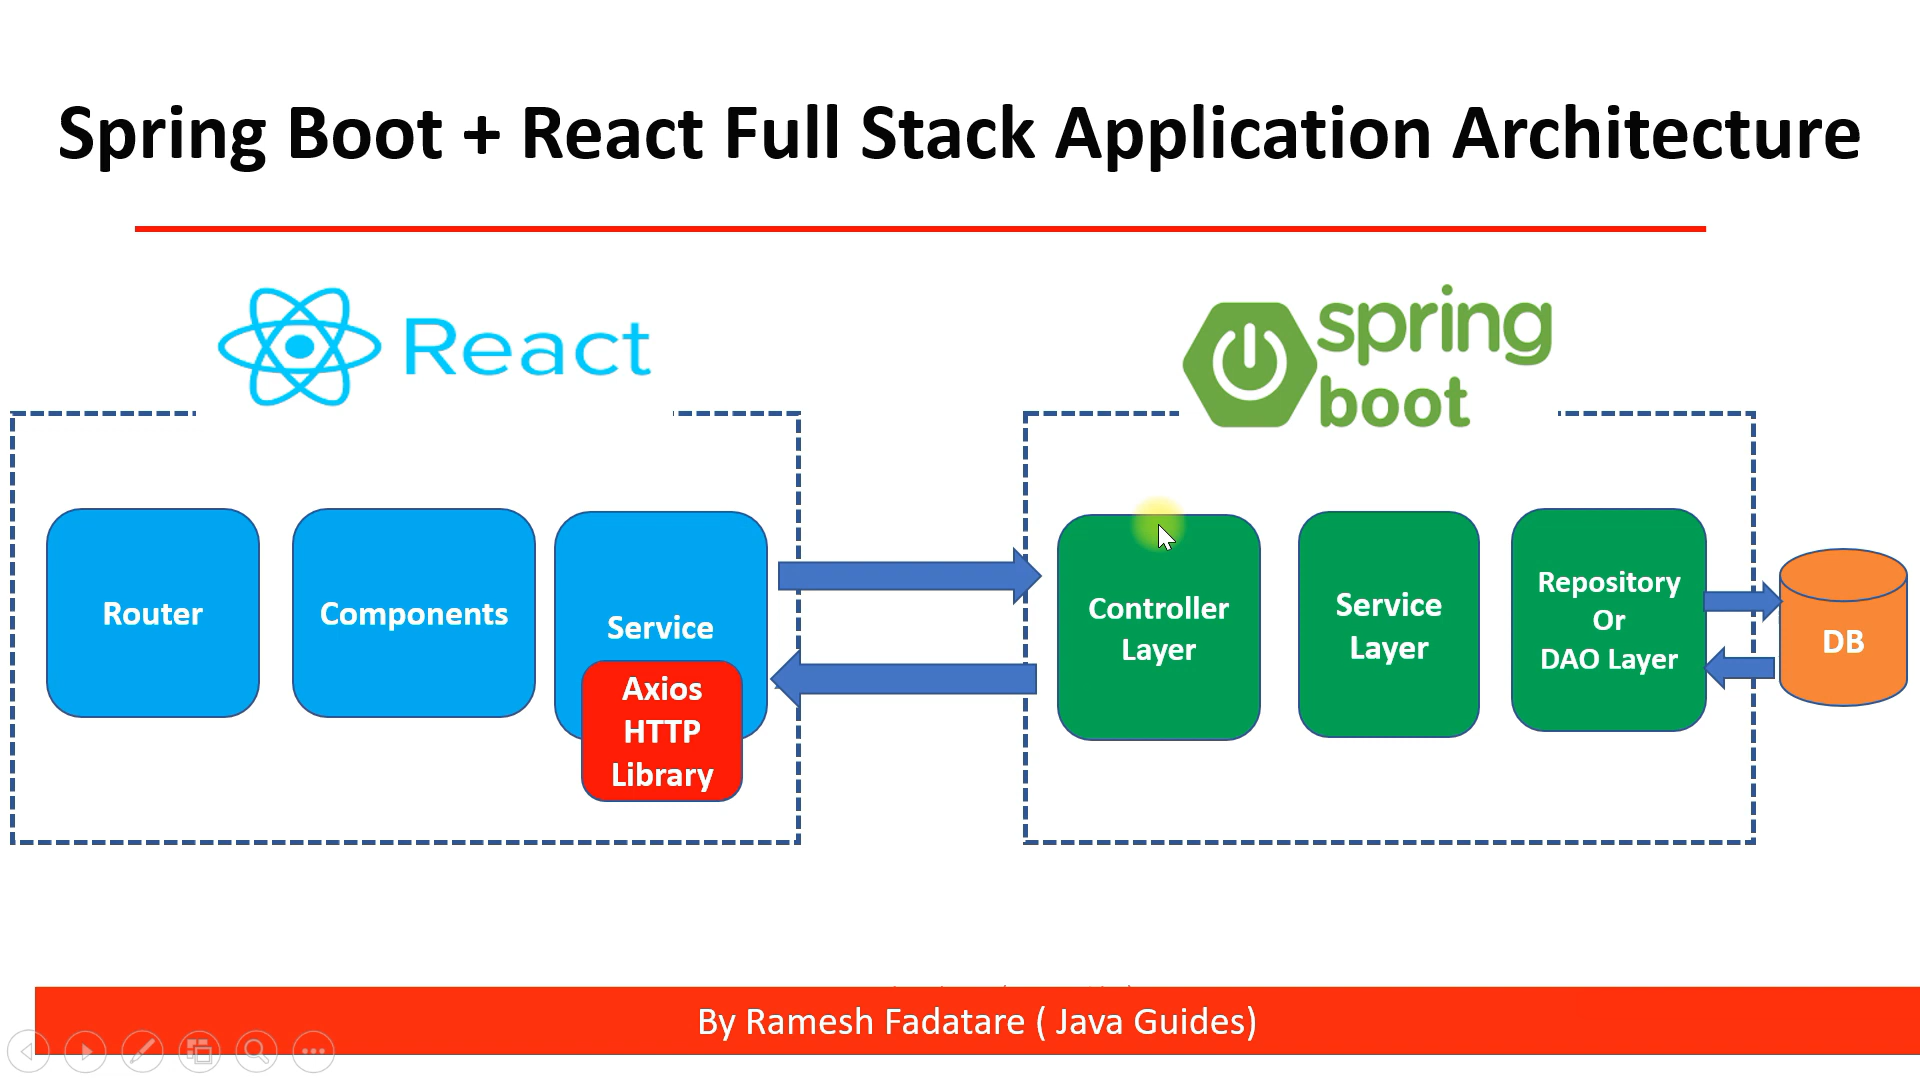 Spring Boot + React Full Stack Application Architecture
React
spring
boot
Router
Components
Service
Axios
HTTP
Library
Controller
Layer
Service
Layer
Repository
Or
DAO Layer
DB
By Ramesh Fadatare ( Java Guides)